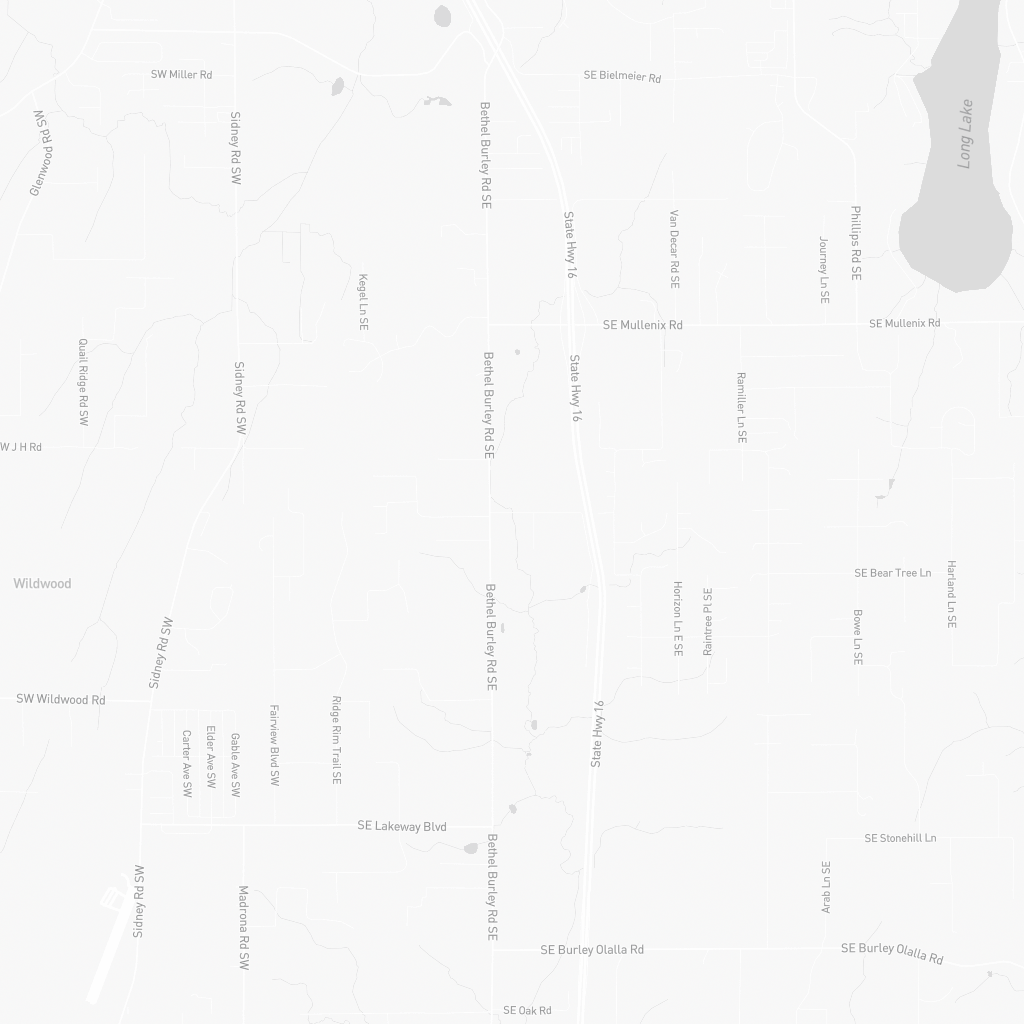 SW Miller Rd
SE Bielmeier Rd
Glenwood Rd SW
Sidney Rd SW
Bethel Burley Rd SE
Long Lake
State Hwy 16
Van Decar Rd SE
Phillips Rd SE
Journey Ln SE
Kegel Ln SE
SE Mullenix Rd
SE Mullenix Rd
Quail Ridge Rd SW
Sidney Rd SW
Bethel Burley Rd SE
State Hwy 16
Ramiller Ln SE
W J H Rd
Wildwood
SE Bear Tree Ln
Harland Ln SE
Horizon Ln E SE
Raintree Pl SE
Bowe Ln SE
Sidney Rd SW
Bethel Burley Rd SE
SW Wildwood Rd
Carter Ave SW
Elder Ave SW
Gable Ave SW
Fairview Blvd SW
Ridge Rim Trail SE
State Hwy 16
SE Lakeway Blvd
SE Stonehill Ln
Sidney Rd SW
Madrona Rd SW
Bethel Burley Rd SE
Arab Ln SE
SE Burley Olalla Rd
SE Burley Olalla Rd
SE Oak Rd